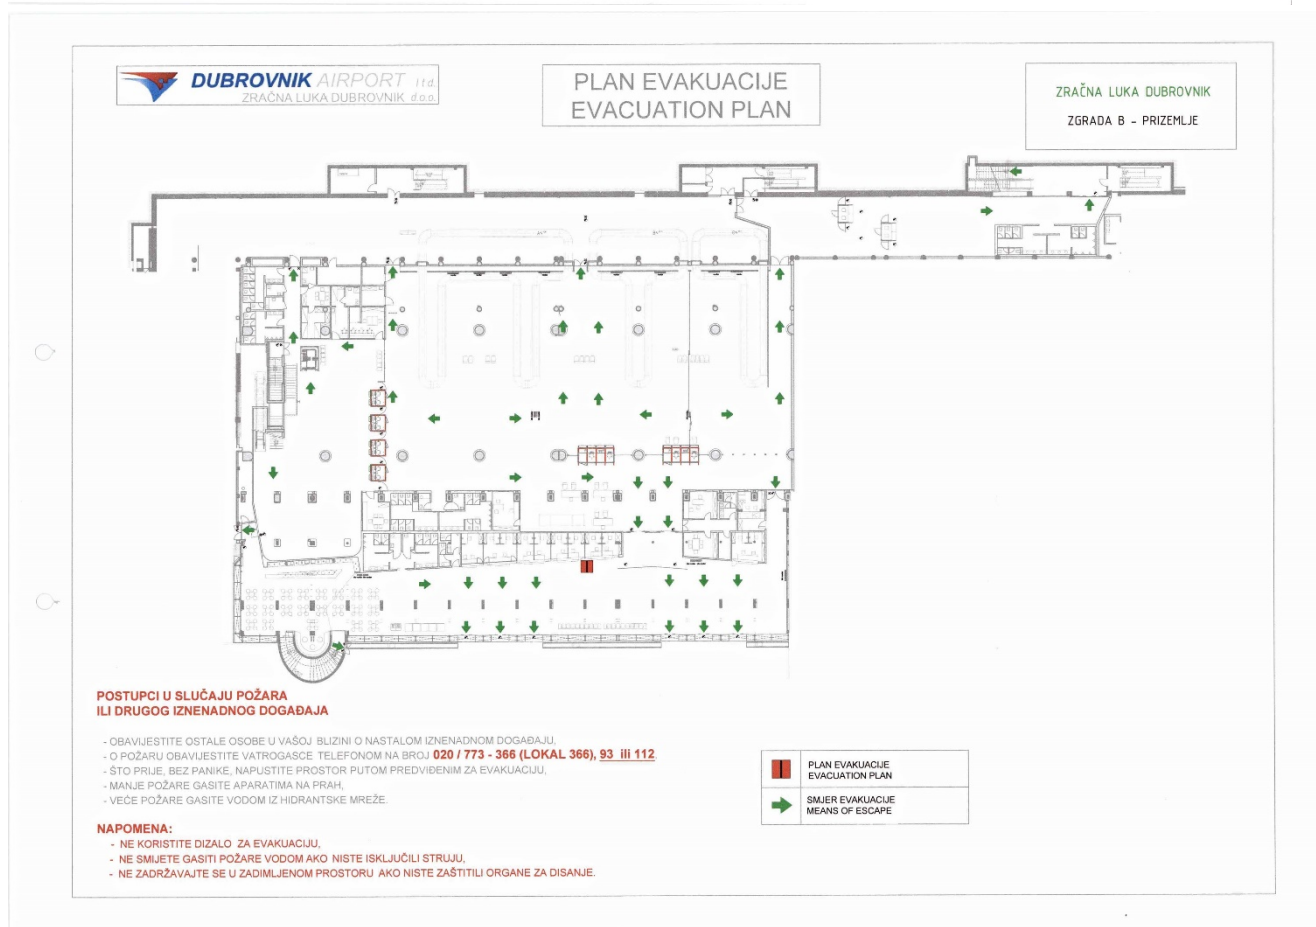 DUBROVNIK AIRPORT ltd.
ZRAČNA LUKA DUBROVNIK d.o.o.
PLAN EVAKUACIJE
EVACUATION PLAN
ZRAČNA LUKA DUBROVNIK
ZGRADA B - PRIZEMLJE
POSTUPCI U SLUČAJU POŽARA
ILI DRUGOG IZNENADNOG DOGAĐAJA
- OBAVIJESTITE OSTALE OSOBE U VAŠOJ BLIZINI O NASTALOM IZNENADNOM DOGAĐAJU,
- O POŽARU OBAVIJESTITE VATROGASCE TELEFONOM NA BROJ 020 / 773 - 366 (LOKAL 366), 93 ili 112.
- ŠTO PRIJE, BEZ PANIKE, NAPUSTITE PROSTOR PUTOM PREDVIĐENIM ZA EVAKUACIJU,
- MANJE POŽARE GASITE APARATIMA NA PRAH,
- VEĆE POŽARE GASITE VODOM IZ HIDRANTSKE MREŽE.
NAPOMENA:
- NE KORISTITE DIZALO ZA EVAKUACIJU,
- NE SMIJETE GASITI POŽARE VODOM AKO NISTE ISKLJUČILI STRUJU,
- NE ZADRŽAVAJTE SE U ZADIMLJENOM PROSTORU AKO NISTE ZAŠTITILI ORGANE ZA DISANJE.
PLAN EVAKUACIJE
EVACUATION PLAN
SMJER EVAKUACIJE
MEANS OF ESCAPE